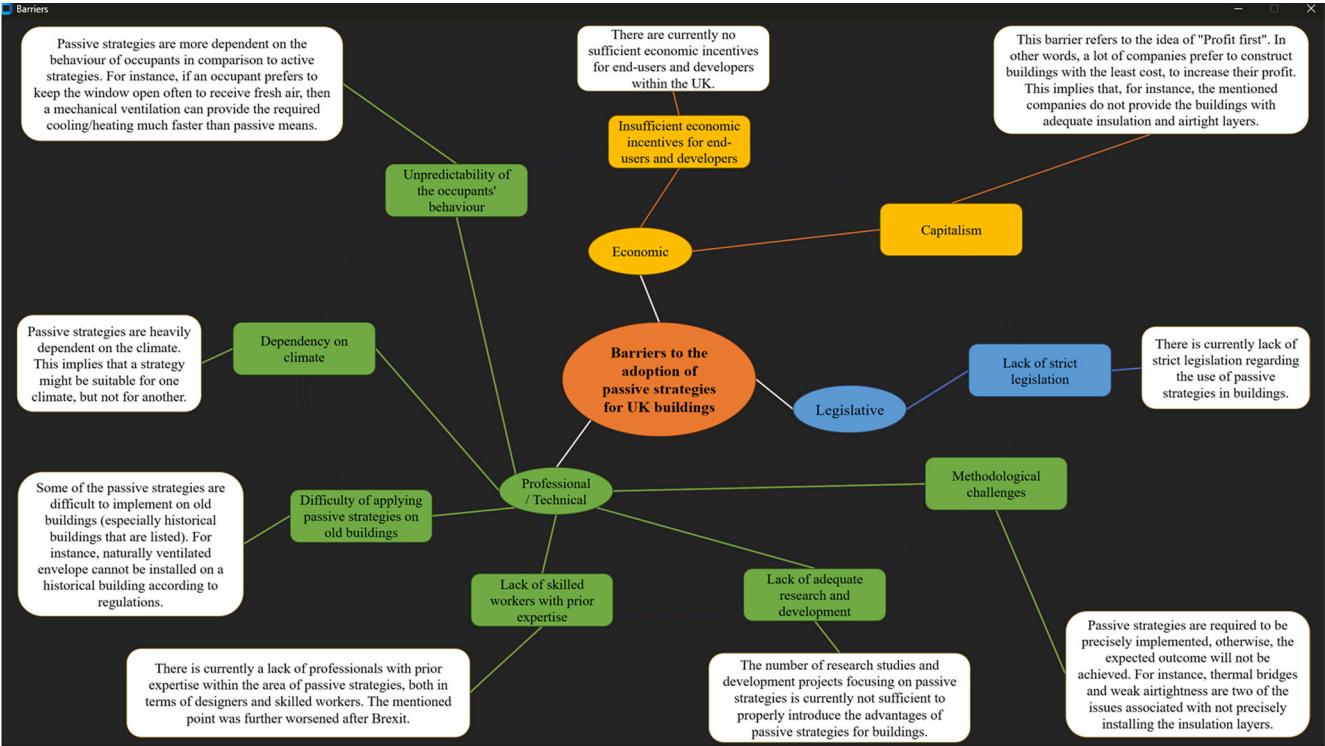 Barriers
Passive strategies are more dependent on the
behaviour of occupants in comparison to active
strategies. For instance, if an occupant prefers to
keep the window open often to receive fresh air, then
a mechanical ventilation can provide the required
cooling/heating much faster than passive means.
There are currently no
sufficient economic incentives
for end-users and developers
within the UK.
This barrier refers to the idea of "Profit first". In
other words, a lot of companies prefer to construct
buildings with the least cost, to increase their profit.
This implies that, for instance, the mentioned
companies do not provide the buildings with
adequate insulation and airtight layers.
Insufficient economic
incentives for end-
users and developers
Unpredictability of
the occupants'
behaviour
Capitalism
Economic
Passive strategies are heavily
dependent on the climate.
This implies that a strategy
might be suitable for one
climate, but not for another.
Dependency on
climate
Barriers to the
adoption of
passive strategies
for UK buildings
Legislative
Lack of strict
legislation
There is currently lack of
strict legislation regarding
the use of passive
strategies in buildings.
Some of the passive strategies are
difficult to implement on old
buildings (especially historical
buildings that are listed). For
instance, naturally ventilated
envelope cannot be installed on a
historical building according to
regulations.
Difficulty of applying
passive strategies on
old buildings
Professional
/ Technical
Methodological
challenges
Lack of skilled
workers with prior
expertise
Lack of adequate
research and
development
There is currently a lack of professionals with prior
expertise within the area of passive strategies, both in
terms of designers and skilled workers. The mentioned
point was further worsened after Brexit.
The number of research studies and
development projects focusing on passive
strategies is currently not sufficient to
properly introduce the advantages of
passive strategies for buildings.
Passive strategies are required to be
precisely implemented, otherwise, the
expected outcome will not be
achieved. For instance, thermal bridges
and weak airtightness are two of the
issues associated with not precisely
installing the insulation layers.